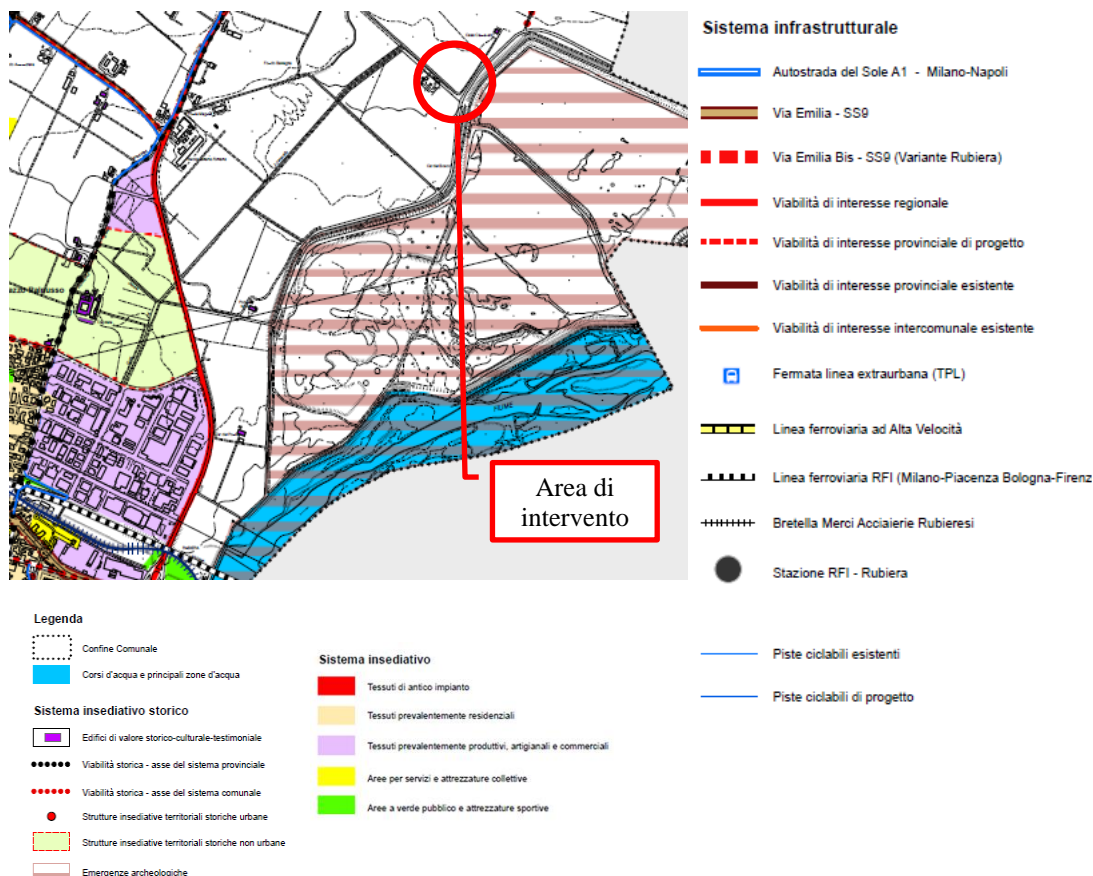 FIUME
Area di
intervento
Sistema infrastrutturale
Autostrada del Sole A1 - Milano-Napoli
Via Emilia - SS9
Via Emilia Bis - SS9 (Variante Rubiera)
Viabilità di interesse regionale
Viabilità di interesse provinciale di progetto
Viabilità di interesse provinciale esistente
Viabilità di interesse intercomunale esistente
Fermata linea extraurbana (TPL)
Linea ferroviaria ad Alta Velocità
Linea ferroviaria RFI (Milano-Piacenza Bologna-Firenz
Bretella Merci Acciaierie Rubieresi
Stazione RFI - Rubiera
Piste ciclabili esistenti
Piste ciclabili di progetto
Legenda
Confine Comunale
Corsi d'acqua e principali zone d'acqua
Sistema insediativo storico
Edifici di valore storico-culturale-testimoniale
Viabilità storica - asse del sistema provinciale
Viabilità storica - asse del sistema comunale
Strutture insediative territoriali storiche urbane
Strutture insediative territoriali storiche non urbane
Emergenze archeologiche
Sistema insediativo
Tessuti di antico impianto
Tessuti prevalentemente residenziali
Tessuti prevalentemente produttivi, artigianali e commerciali
Aree per servizi e attrezzature collettive
Aree a verde pubblico e attrezzature sportive